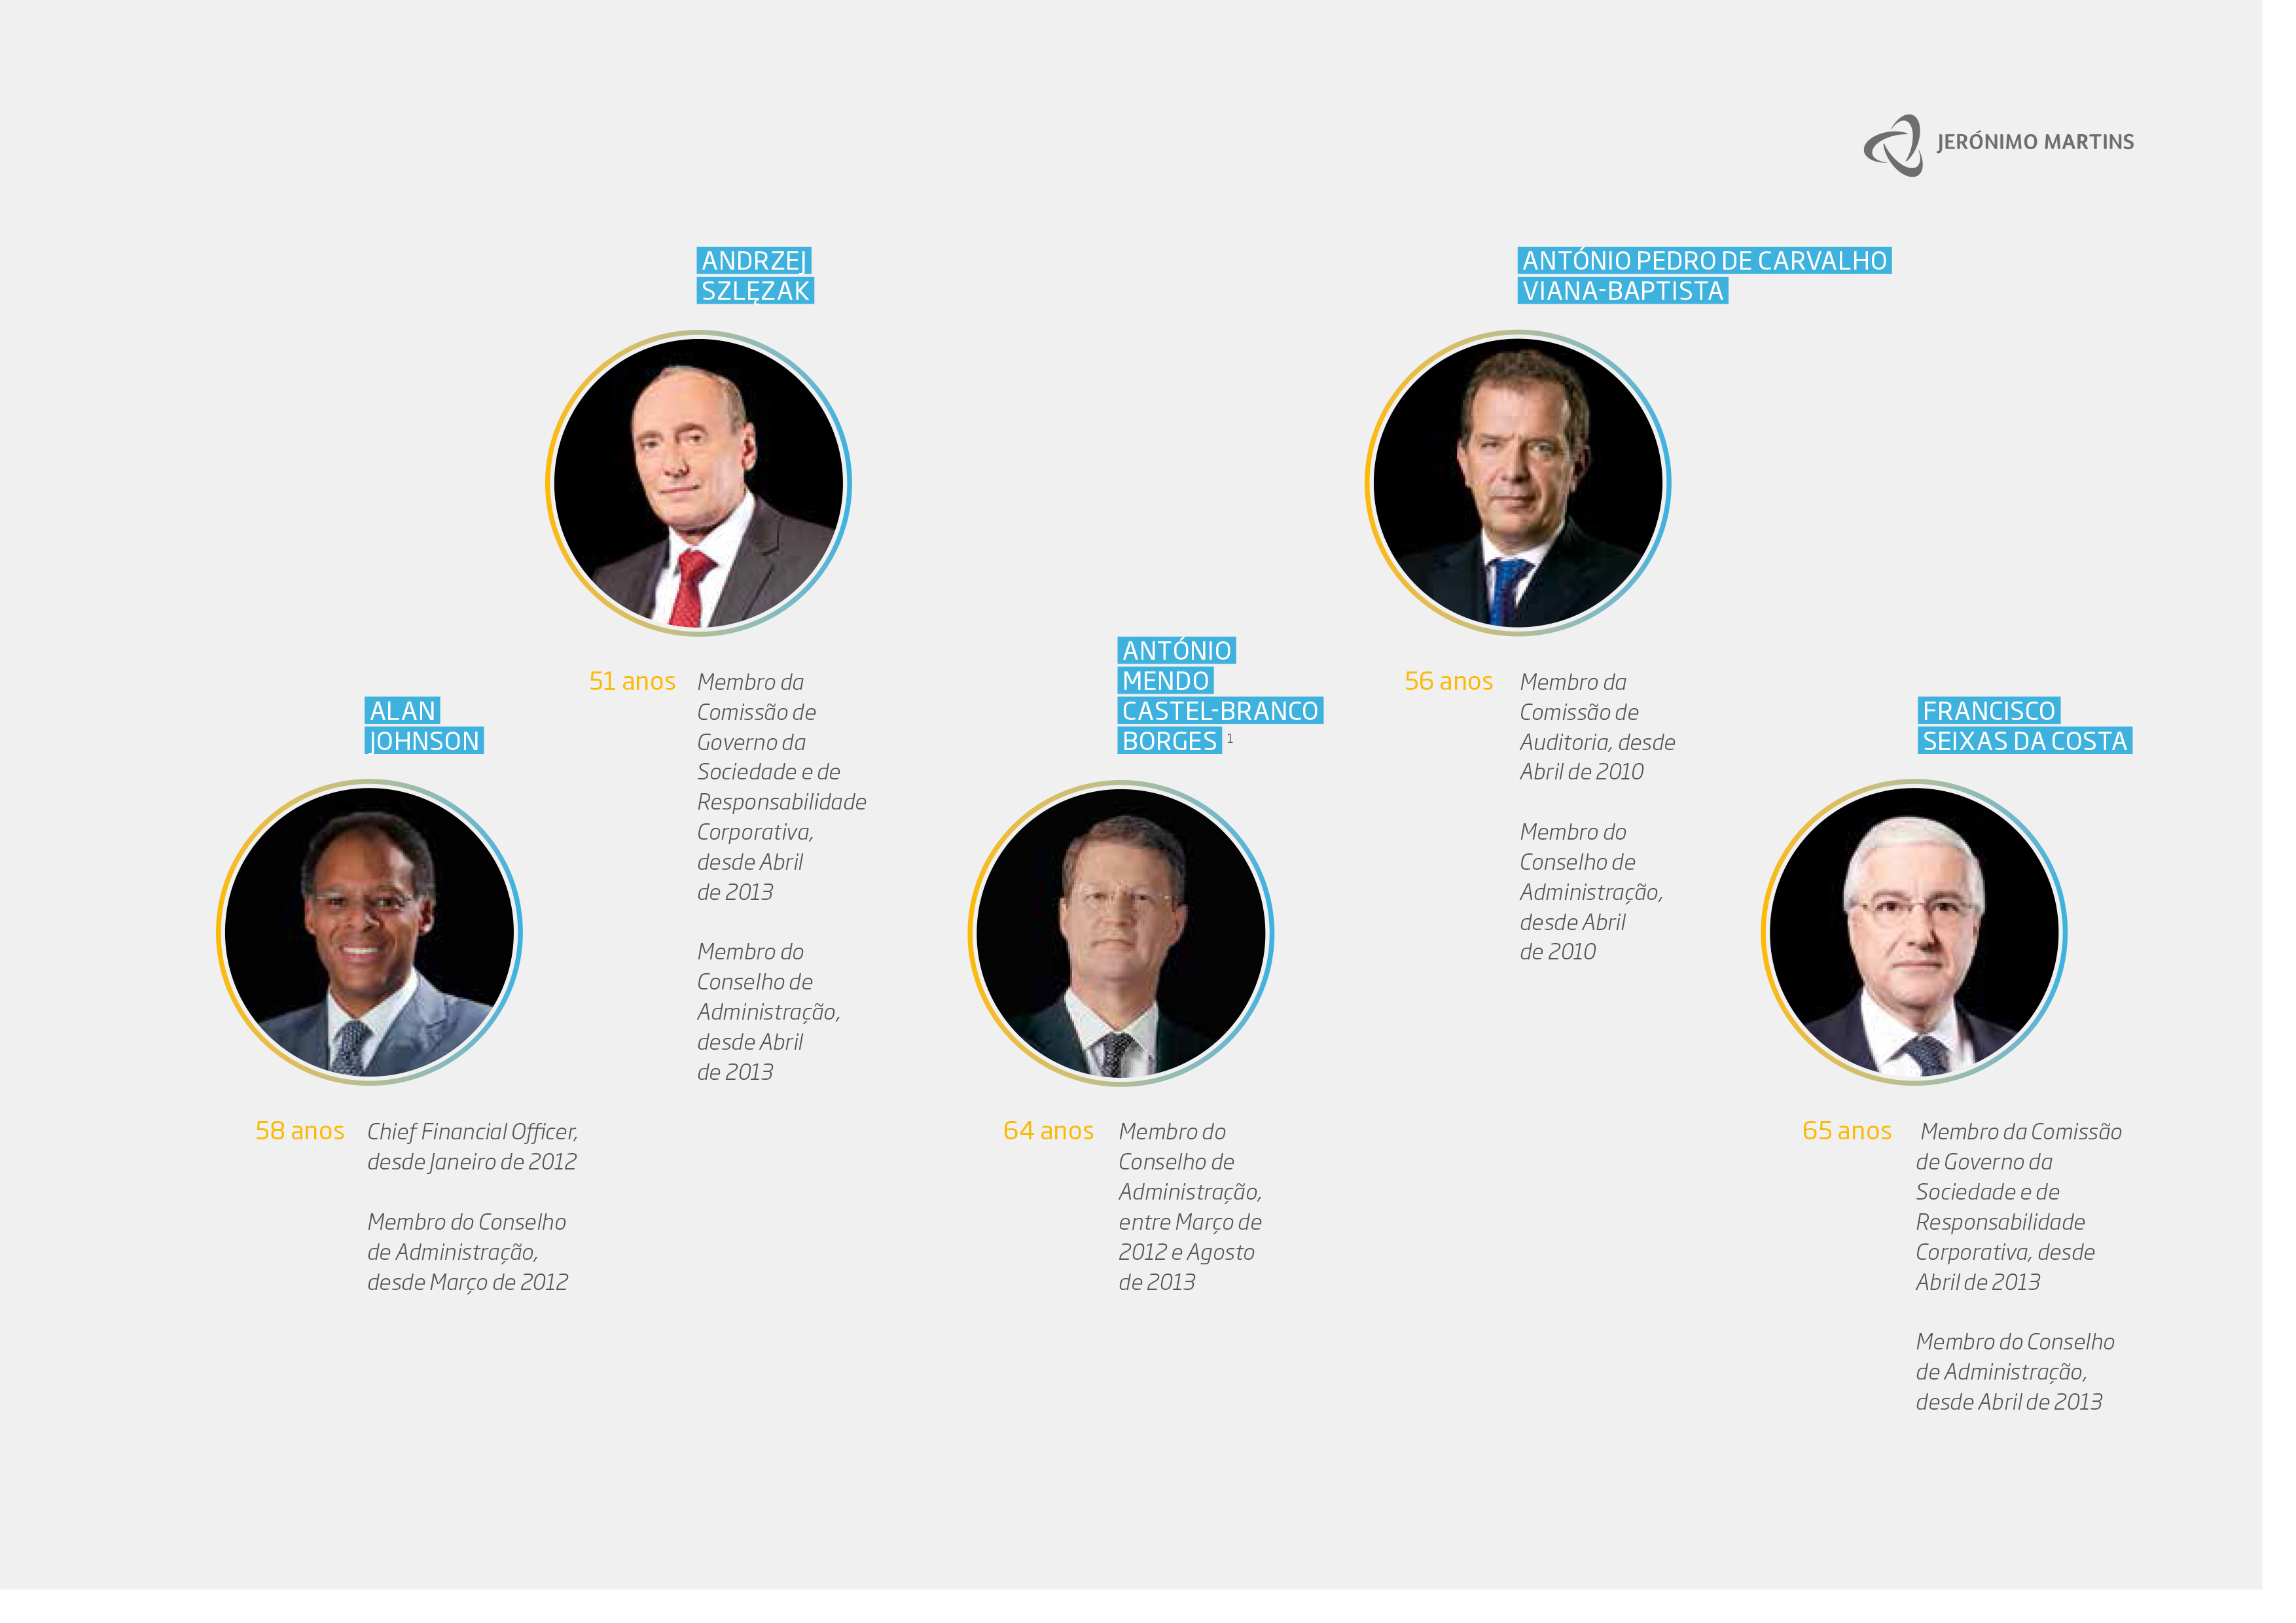 JERÓNIMO MARTINS
ANDRZEJ
SZLĘZAK
51 anos
Membro da
Comissão de
Governo da
Sociedade e de
Responsabilidade
Corporativa,
desde Abril
de 2013
Membro do
Conselho de
Administração,
desde Abril
de 2013
ANTÓNIO PEDRO DE CARVALHO
VIANA-BAPTISTA
56 anos
Membro da
Comissão de
Auditoria, desde
Abril de 2010
Membro do
Conselho de
Administração,
desde Abril
de 2010
ALAN
JOHNSON
58 anos
Chief Financial Officer,
desde Janeiro de 2012
Membro do Conselho
de Administração,
desde Março de 2012
ANTÓNIO
MENDO
CASTEL-BRANCO
BORGES 1
64 anos
Membro do
Conselho de
Administração,
entre Março de
2012 e Agosto
de 2013
FRANCISCO
SEIXAS DA COSTA
65 anos
Membro da Comissão
de Governo da
Sociedade e de
Responsabilidade
Corporativa, desde
Abril de 2013
Membro do Conselho
de Administração,
desde Abril de 2013